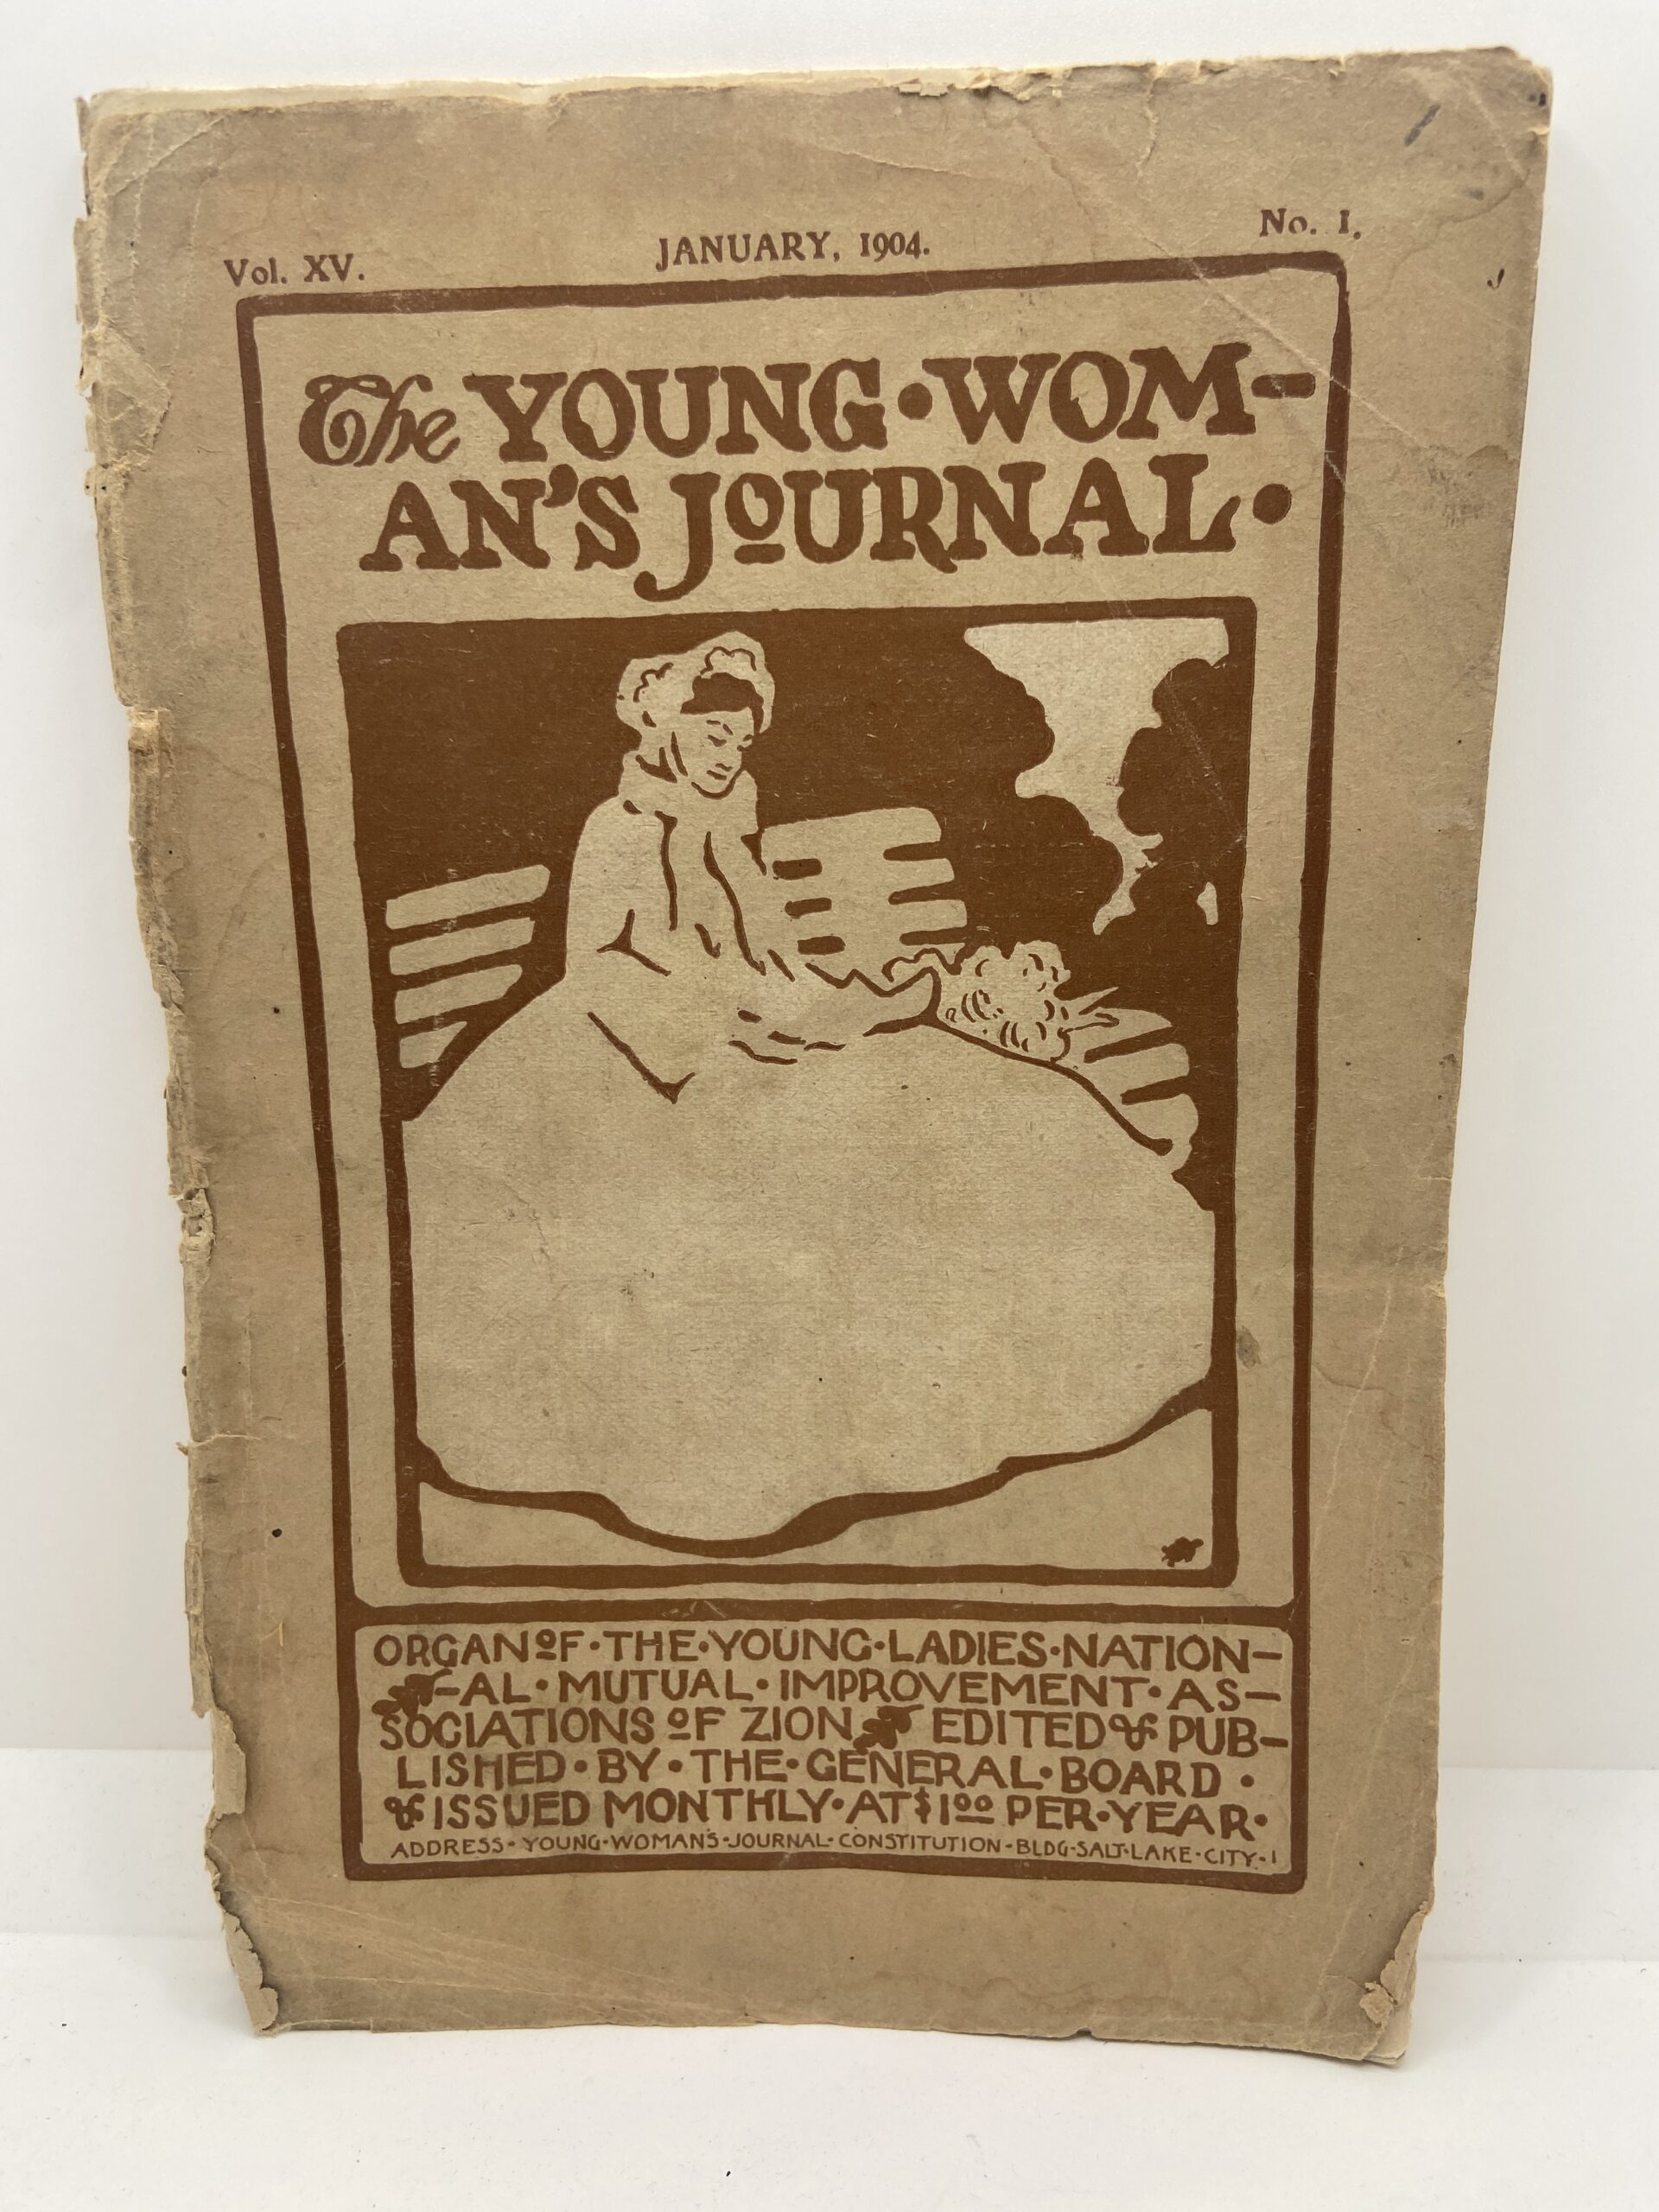 Vol. XV. JANUARY, 1904. No. 1.
The YOUNG·WOM-
AN'S JOURNAL·
ORGAN OF·THE·YOUNG·LADIES·NATION-
-AL·MUTUAL·IMPROVEMENT·AS-
SOCIATIONS OF ZION EDITED & PUB-
LISHED·BY·THE·GENERAL·BOARD·
& ISSUED MONTHLY·AT $1 00 PER·YEAR·
ADDRESS·YOUNG·WOMAN'S·JOURNAL·CONSTITUTION·BLDG·SALT·LAKE·CITY·1